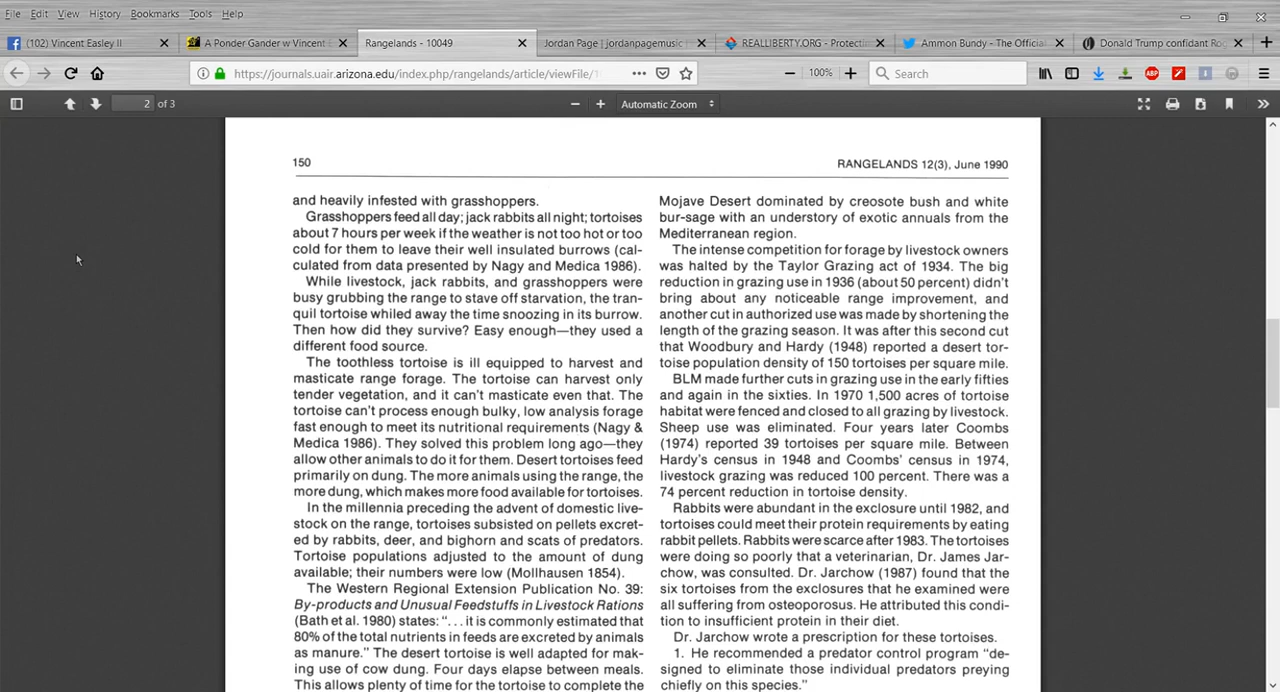 File Edit View History Bookmarks Tools Help
(102) Vincent Easley II
A Ponder Gander w Vincent
Rangelands - 10049
Jordan Page | jordanpagemusic
REALLIBERTY.ORG - Protectin
Ammon Bundy - The Official
Donald Trump confidant Rog
https://journals.uair.arizona.edu/index.php/rangelands/article/viewFile/1
100%
Search
ABP
2 of 3
Automatic Zoom
150
RANGELANDS 12(3), June 1990
and heavily infested with grasshoppers.
Grasshoppers feed all day; jack rabbits all night; tortoises
about 7 hours per week if the weather is not too hot or too
cold for them to leave their well insulated burrows (cal-
culated from data presented by Nagy and Medica 1986).
While livestock, jack rabbits, and grasshoppers were
busy grubbing the range to stave off starvation, the tran-
quil tortoise whiled away the time snoozing in its burrow.
Then how did they survive? Easy enough—they used a
different food source.
The toothless tortoise is ill equipped to harvest and
masticate range forage. The tortoise can harvest only
tender vegetation, and it can't masticate even that. The
tortoise can't process enough bulky, low analysis forage
fast enough to meet its nutritional requirements (Nagy &
Medica 1986). They solved this problem long ago—they
allow other animals to do it for them. Desert tortoises feed
primarily on dung. The more animals using the range, the
more dung, which makes more food available for tortoises.
In the millennia preceding the advent of domestic live-
stock on the range, tortoises subsisted on pellets excret-
ed by rabbits, deer, and bighorn and scats of predators.
Tortoise populations adjusted to the amount of dung
available; their numbers were low (Mollhausen 1854).
The Western Regional Extension Publication No. 39:
By-products and Unusual Feedstuffs in Livestock Rations
(Bath et al. 1980) states: "...it is commonly estimated that
80% of the total nutrients in feeds are excreted by animals
as manure." The desert tortoise is well adapted for mak-
ing use of cow dung. Four days elapse between meals.
This allows plenty of time for the tortoise to complete the
Mojave Desert dominated by creosote bush and white
bur-sage with an understory of exotic annuals from the
Mediterranean region.
The intense competition for forage by livestock owners
was halted by the Taylor Grazing act of 1934. The big
reduction in grazing use in 1936 (about 50 percent) didn't
bring about any noticeable range improvement, and
another cut in authorized use was made by shortening the
length of the grazing season. It was after this second cut
that Woodbury and Hardy (1948) reported a desert tor-
toise population density of 150 tortoises per square mile.
BLM made further cuts in grazing use in the early fifties
and again in the sixties. In 1970 1,500 acres of tortoise
habitat were fenced and closed to all grazing by livestock.
Sheep use was eliminated. Four years later Coombs
(1974) reported 39 tortoises per square mile. Between
Hardy's census in 1948 and Coombs' census in 1974,
livestock grazing was reduced 100 percent. There was a
74 percent reduction in tortoise density.
Rabbits were abundant in the exclosure until 1982, and
tortoises could meet their protein requirements by eating
rabbit pellets. Rabbits were scarce after 1983. The tortoises
were doing so poorly that a veterinarian, Dr. James Jar-
chow, was consulted. Dr. Jarchow (1987) found that the
six tortoises from the exclosures that he examined were
all suffering from osteoporosus. He attributed this condi-
tion to insufficient protein in their diet.
Dr. Jarchow wrote a prescription for these tortoises.
1. He recommended a predator control program "de-
signed to eliminate those individual predators preying
chiefly on this species."